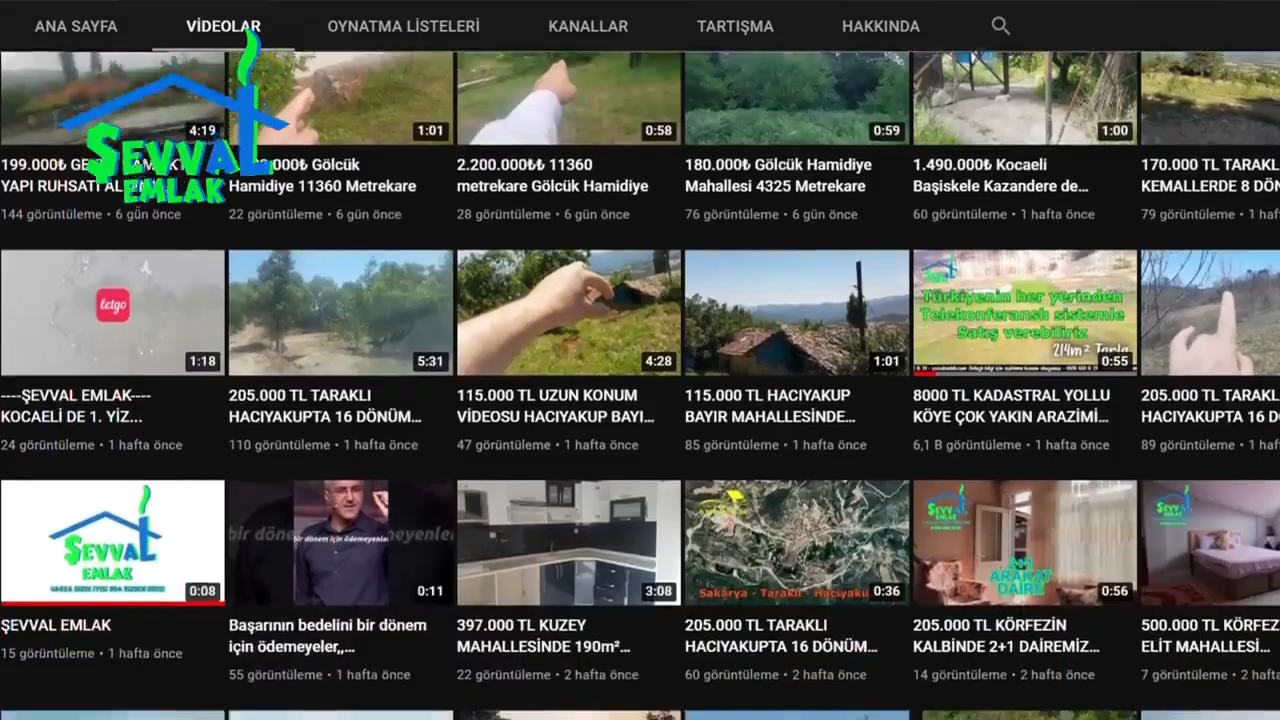 ANA SAYFA VİDEOLAR OYNATMA LİSTELERİ KANALLAR TARTIŞMA HAKKINDA
ŞEVVAL
EMLAK
4:19 1:01 0:58 0:59 1:00
199.000₺
YAPI RUHSATI
144 görüntüleme • 6 gün önce
000₺ Gölcük
Hamidiye 11360 Metrekare
22 görüntüleme • 6 gün önce
2.200.000₺₺ 11360
metrekare Gölcük Hamidiye
28 görüntüleme • 6 gün önce
180.000₺ Gölcük Hamidiye
Mahallesi 4325 Metrekare
76 görüntüleme • 6 gün önce
1.490.000₺ Kocaeli
Başiskele Kazandere de...
60 görüntüleme • 1 hafta önce
170.000 TL TARAKL
KEMALLERDE 8 DÖN
79 görüntüleme • 1 haf
letgo
1:18 5:31 4:28 1:01
Türkiyenin her yerinden
Telekonferanslı sistemle
Satış verebiliriz
214m² Tarla
0:55
----ŞEVVAL EMLAK----
KOCAELİ DE 1. YİZ...
24 görüntüleme • 1 hafta önce
205.000 TL TARAKLI
HACIYAKUPTA 16 DÖNÜM...
110 görüntüleme • 1 hafta önce
115.000 TL UZUN KONUM
VİDEOSU HACIYAKUP BAYI...
47 görüntüleme • 1 hafta önce
115.000 TL HACIYAKUP
BAYIR MAHALLESİNDE...
85 görüntüleme • 1 hafta önce
8000 TL KADASTRAL YOLLU
KÖYE ÇOK YAKIN ARAZİMİ...
6,1 B görüntüleme • 1 hafta önce
205.000 TL TARAKL
HACIYAKUPTA 16 D
89 görüntüleme • 1 haf
ŞEVVAL
EMLAK
0:08
bir dönem için ödemeyenler
0:11
3:08
Sakarya - Taraklı - Hacıyaku
0:36
ŞEVVAL
EMLAK
2+1
ARAKAT
DAİRE
0:56
ŞEVVAL EMLAK
15 görüntüleme • 1 hafta önce
Başarının bedelini bir dönem
için ödemeyeler,,...
55 görüntüleme • 1 hafta önce
397.000 TL KUZEY
MAHALLESİNDE 190m²...
22 görüntüleme • 2 hafta önce
205.000 TL TARAKLI
HACIYAKUPTA 16 DÖNÜM...
60 görüntüleme • 2 hafta önce
205.000 TL KÖRFEZİN
KALBİNDE 2+1 DAİREMİZ...
14 görüntüleme • 2 hafta önce
500.000 TL KÖRFEZ
ELİT MAHALLESİ...
7 görüntüleme • 2 haft